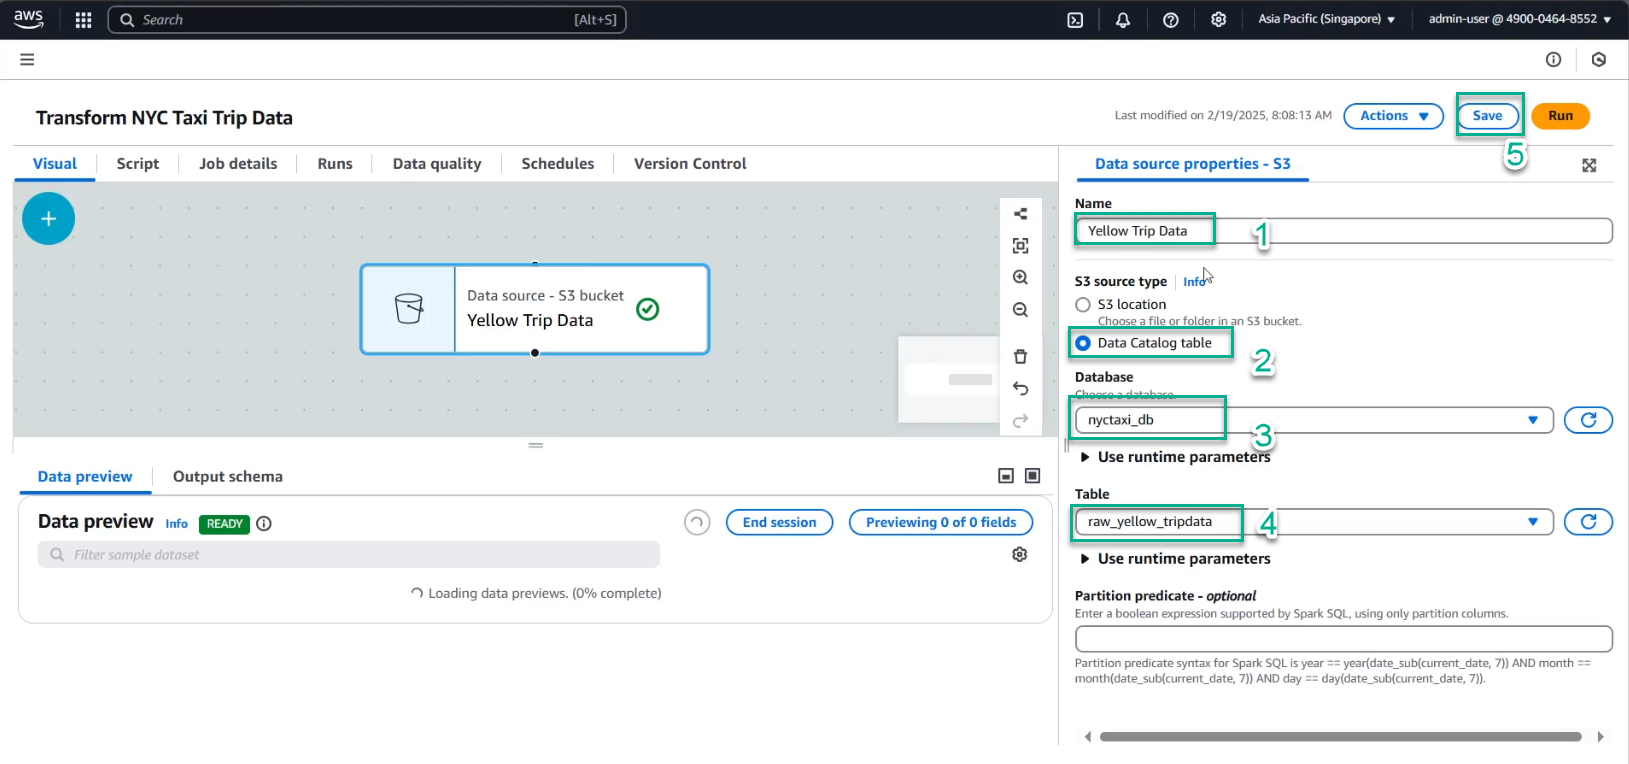 aws
Search [Alt+S]
Asia Pacific (Singapore)
admin-user @ 4900-0464-8552
Transform NYC Taxi Trip Data
Last modified on 2/19/2025, 8:08:13 AM
Actions
Save
Run
5
Visual
Script
Job details
Runs
Data quality
Schedules
Version Control
Data source - S3 bucket
Yellow Trip Data
Data preview
Output schema
Data preview Info READY
End session
Previewing 0 of 0 fields
Filter sample dataset
Loading data previews. (0% complete)
Data source properties - S3
Name
Yellow Trip Data
1
S3 source type Info
S3 location
Choose a file or folder in an S3 bucket.
Data Catalog table
2
Database
Choose a database.
nyctaxi_db
3
Use runtime parameters
Table
raw_yellow_tripdata
4
Use runtime parameters
Partition predicate - optional
Enter a boolean expression supported by Spark SQL, using only partition columns.
Partition predicate syntax for Spark SQL is year == year(date_sub(current_date, 7)) AND month ==
month(date_sub(current_date, 7)) AND day == day(date_sub(current_date, 7)).